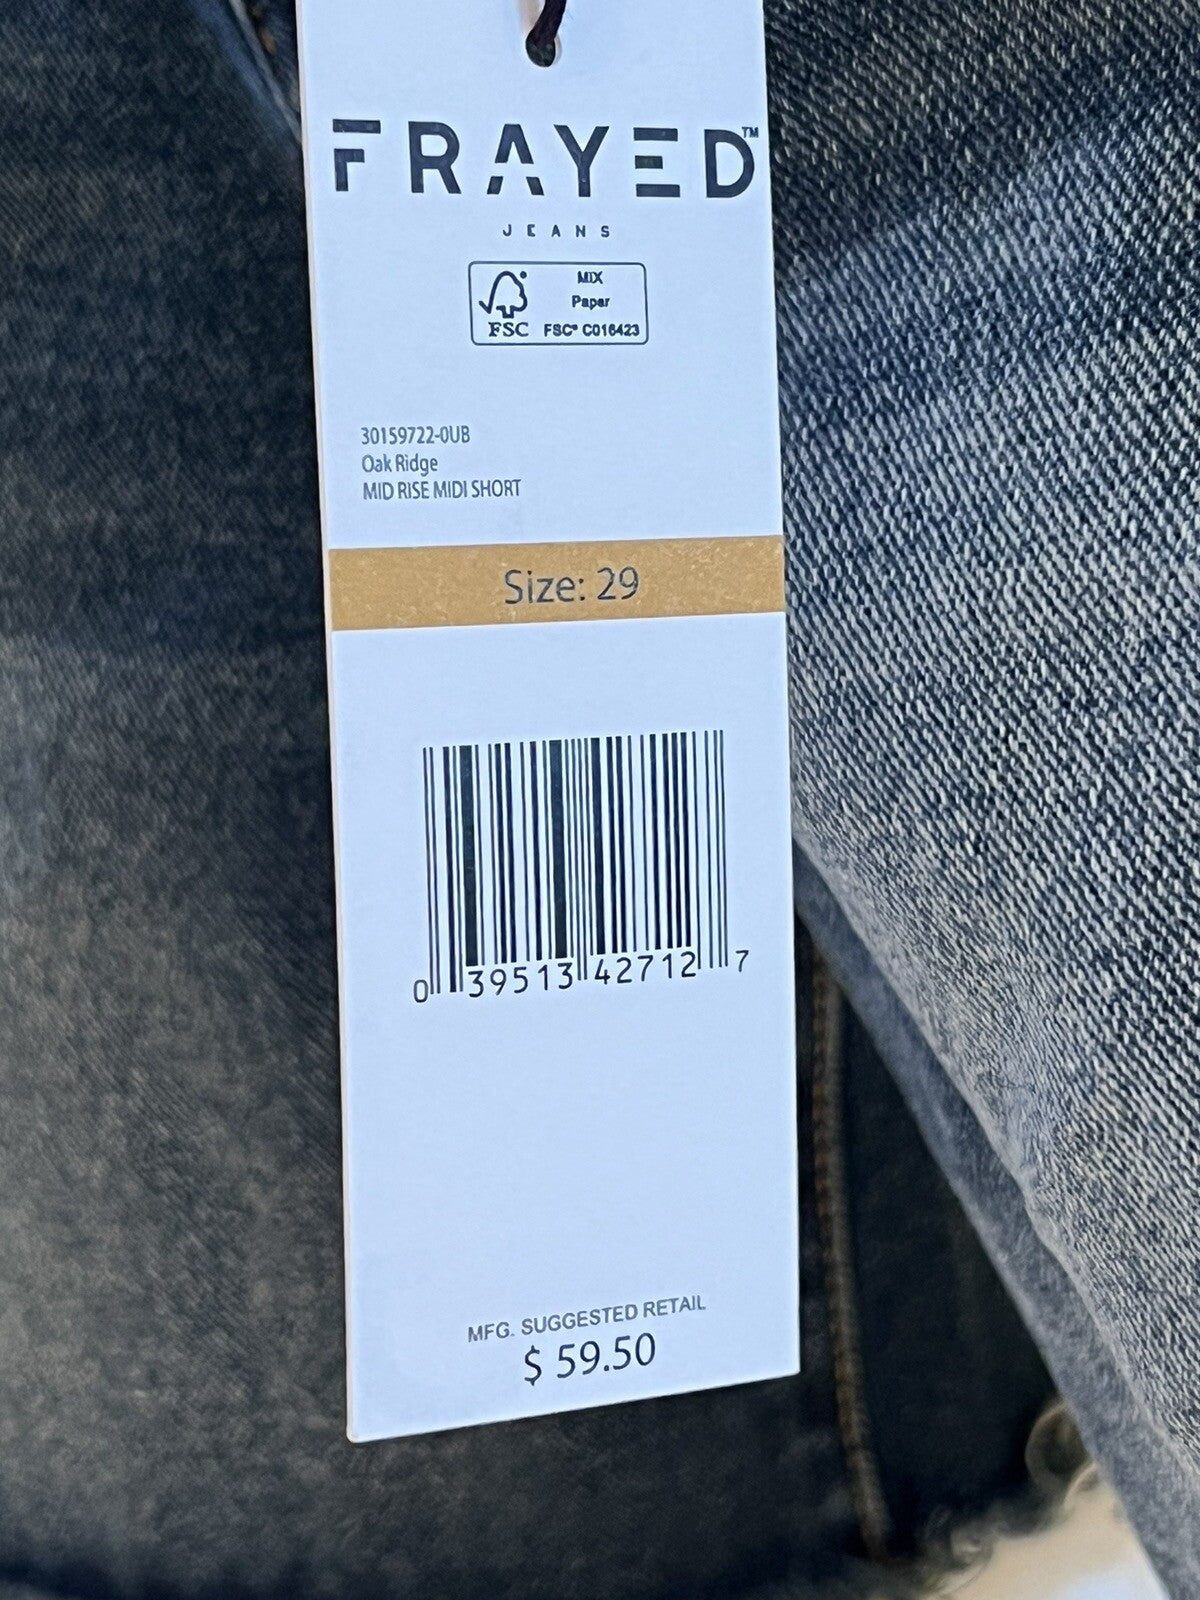 FRAYED™
JEANS
MIX
Paper
FSC FSC® C016423
30159722-0UB
Oak Ridge
MID RISE MIDI SHORT
Size: 29
0 39513 42712 7
MFG. SUGGESTED RETAIL
$ 59.50